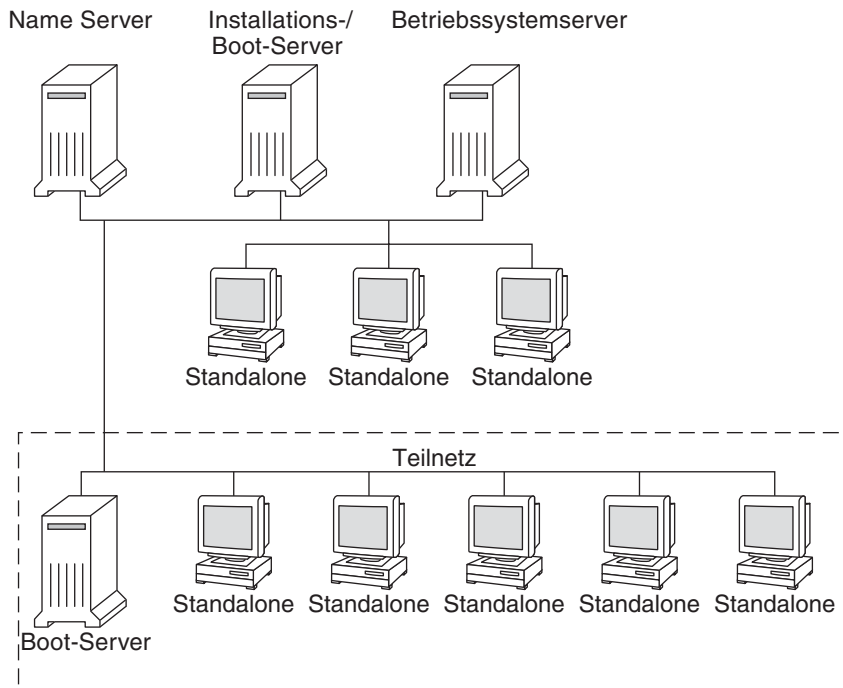 Name Server
Installations-/
Boot-Server
Betriebssystemserver
Standalone
Standalone
Standalone
Teilnetz
Boot-Server
Standalone
Standalone
Standalone
Standalone
Standalone